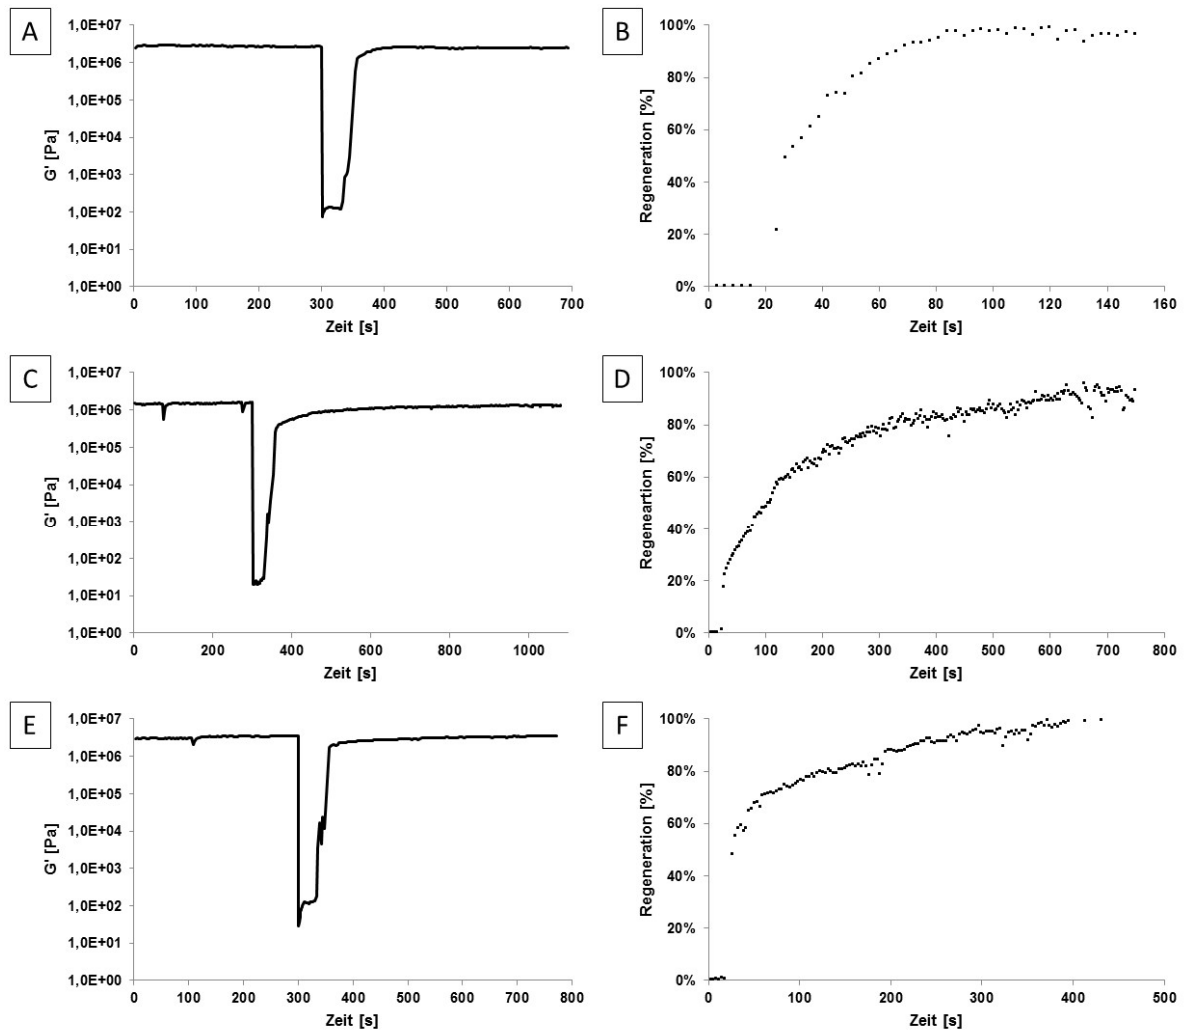 A
1,0E+07
1,0E+06
1,0E+05
1,0E+04
1,0E+03
1,0E+02
1,0E+01
1,0E+00
G' [Pa]
0 100 200 300 400 500 600 700
Zeit [s]
B
100%
80%
60%
40%
20%
0%
Regeneration [%]
0 20 40 60 80 100 120 140 160
Zeit [s]
C
1,0E+07
1,0E+06
1,0E+05
1,0E+04
1,0E+03
1,0E+02
1,0E+01
1,0E+00
G' [Pa]
0 200 400 600 800 1000
Zeit [s]
D
100%
80%
60%
40%
20%
0%
Regeneartion [%]
0 100 200 300 400 500 600 700 800
Zeit [s]
E
1,0E+07
1,0E+06
1,0E+05
1,0E+04
1,0E+03
1,0E+02
1,0E+01
1,0E+00
G' [Pa]
0 100 200 300 400 500 600 700 800
Zeit [s]
F
100%
80%
60%
40%
20%
0%
Regeneration [%]
0 100 200 300 400 500
Zeit [s]